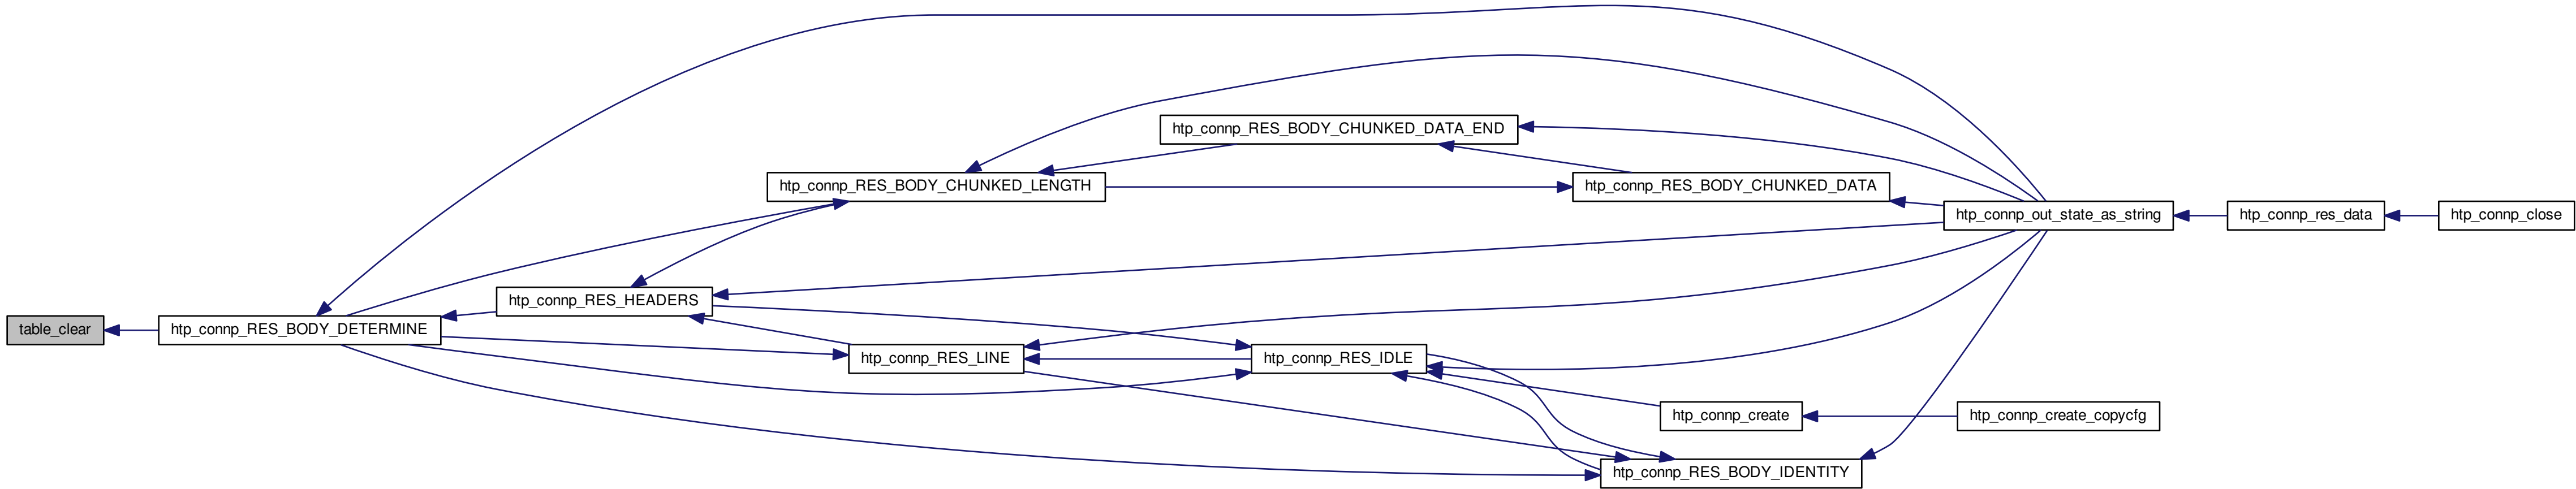 table_clear
htp_connp_RES_BODY_DETERMINE
htp_connp_RES_HEADERS
htp_connp_RES_BODY_CHUNKED_LENGTH
htp_connp_RES_LINE
htp_connp_RES_BODY_CHUNKED_DATA_END
htp_connp_RES_IDLE
htp_connp_RES_BODY_CHUNKED_DATA
htp_connp_create
htp_connp_RES_BODY_IDENTITY
htp_connp_out_state_as_string
htp_connp_create_copycfg
htp_connp_res_data
htp_connp_close